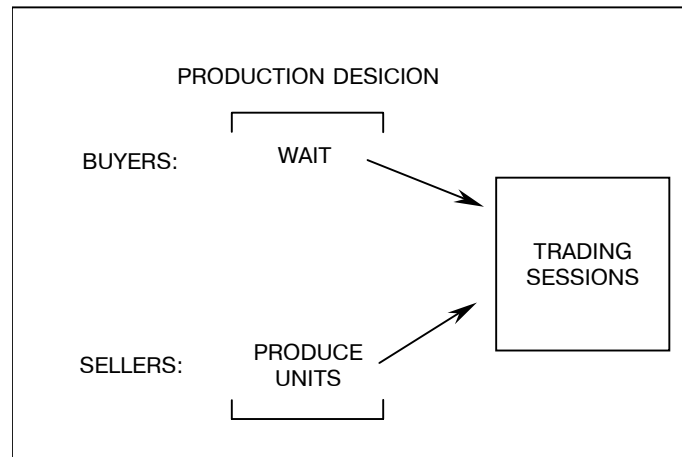 PRODUCTION DESICION
BUYERS:
WAIT
TRADING
SESSIONS
SELLERS:
PRODUCE
UNITS